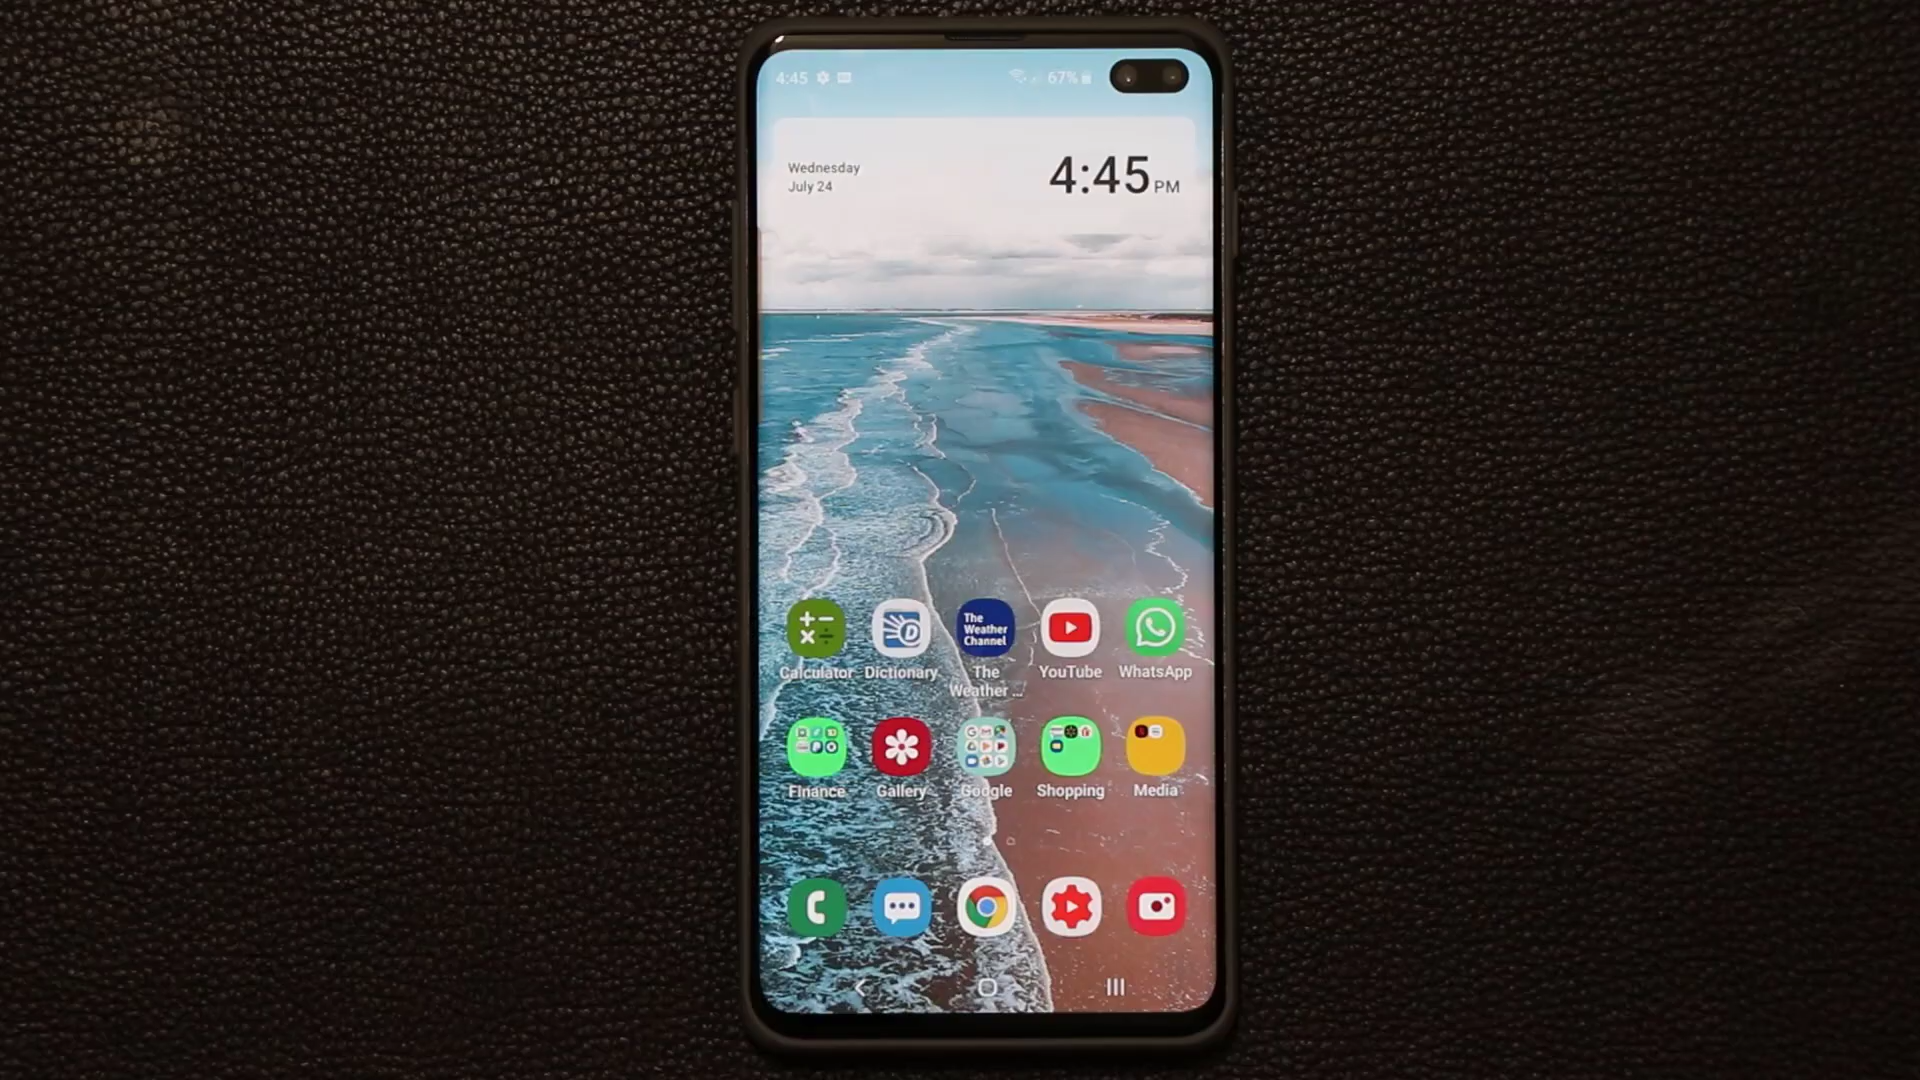 4:45 67%
Wednesday
July 24
4:45 PM
The
Weather
Channel
Calculator Dictionary The YouTube WhatsApp
Weather ...
Finance Gallery Google Shopping Media